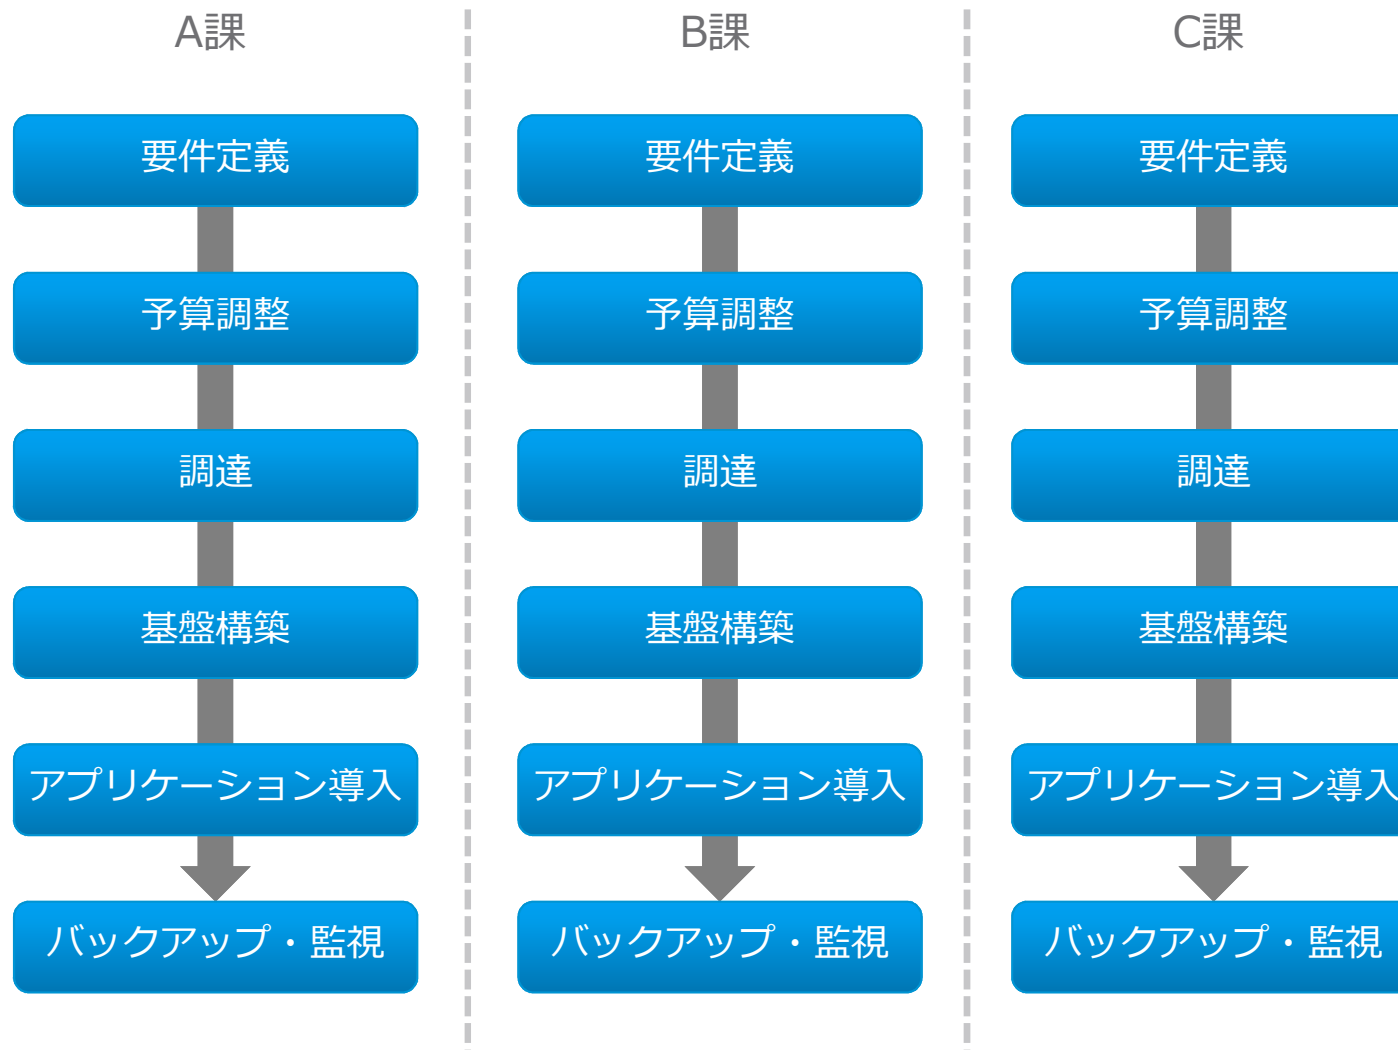 A課
要件定義
予算調整
調達
基盤構築
アプリケーション導入
バックアップ・監視
B課
要件定義
予算調整
調達
基盤構築
アプリケーション導入
バックアップ・監視
C課
要件定義
予算調整
調達
基盤構築
アプリケーション導入
バックアップ・監視